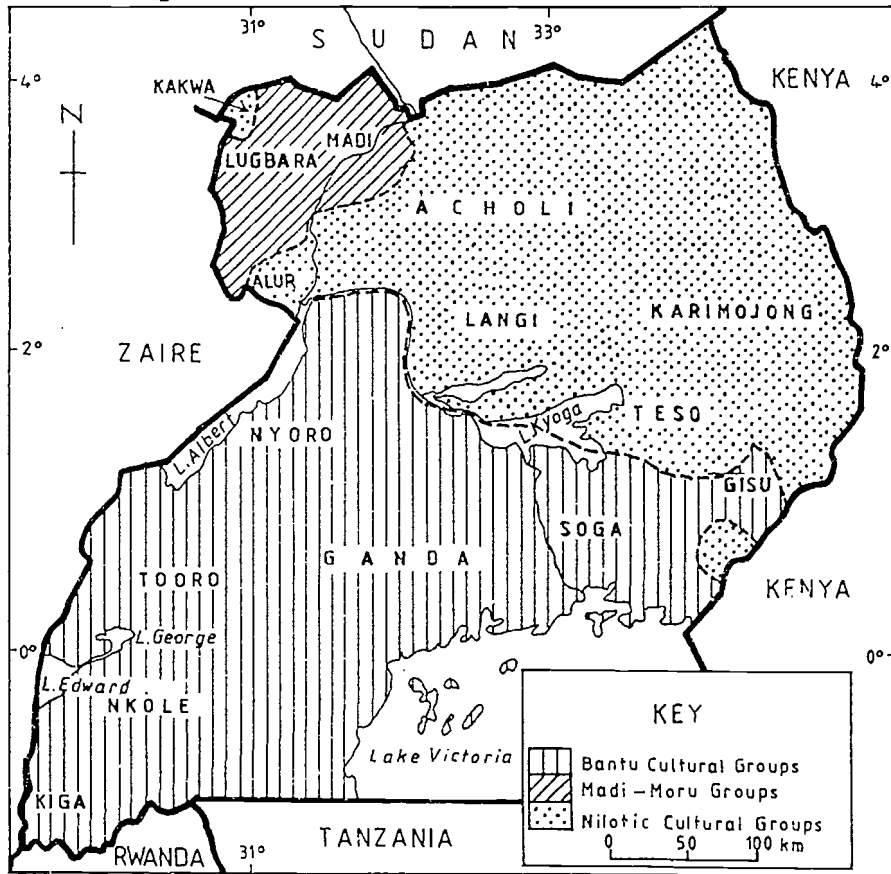 31°
33°
S U D A N
4°
4°
KAKWA
KENYA
N
MADI
LUGBARA
A C H O L I
ALUR
LANGI
KARIMOJONG
ZAIRE
2°
2°
L.Albert
NYORO
L.Kyoga
TESO
GISU
SOGA
G A N D A
TOORO
KENYA
L.George
0°
0°
L.Edward
NKOLE
Lake Victoria
KIGA
KEY
Bantu Cultural Groups
Madi-Moru Groups
Nilotic Cultural Groups
0 50 100 km
RWANDA
31°
TANZANIA